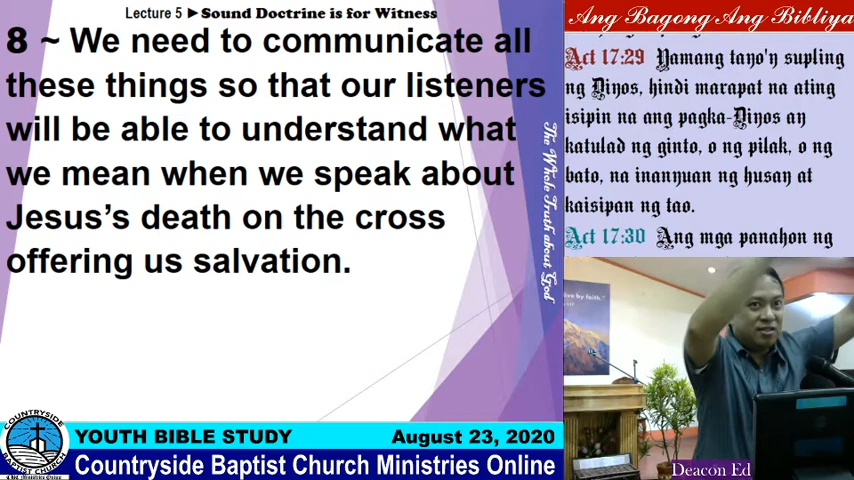 Lecture 5 ►Sound Doctrine is for Witness
8 ~ We need to communicate all
these things so that our listeners
will be able to understand what
we mean when we speak about
Jesus’s death on the cross
offering us salvation.
The Whole Truth about God
Ang Bagong Ang Bibliya
Act 17:29 Yamang tayo'y supling
ng Diyos, hindi marapat na ating
isipin na ang pagka-Diyos ay
katulad ng ginto, o ng pilak, o ng
bato, na inanyuan ng husay at
kaisipan ng tao.
Act 17:30 Ang mga panahon ng
live by faith."
Deacon Ed
COUNTRYSIDE
BAPTIST CHURCH
YOUTH BIBLE STUDY August 23, 2020
Countryside Baptist Church Ministries Online